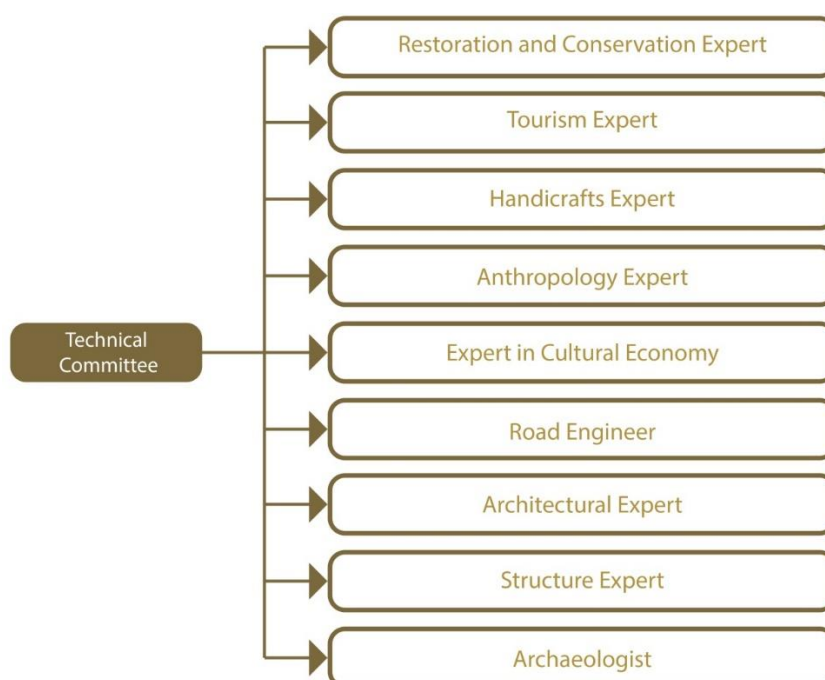 Restoration and Conservation Expert
Tourism Expert
Handicrafts Expert
Anthropology Expert
Technical
Committee
Expert in Cultural Economy
Road Engineer
Architectural Expert
Structure Expert
Archaeologist